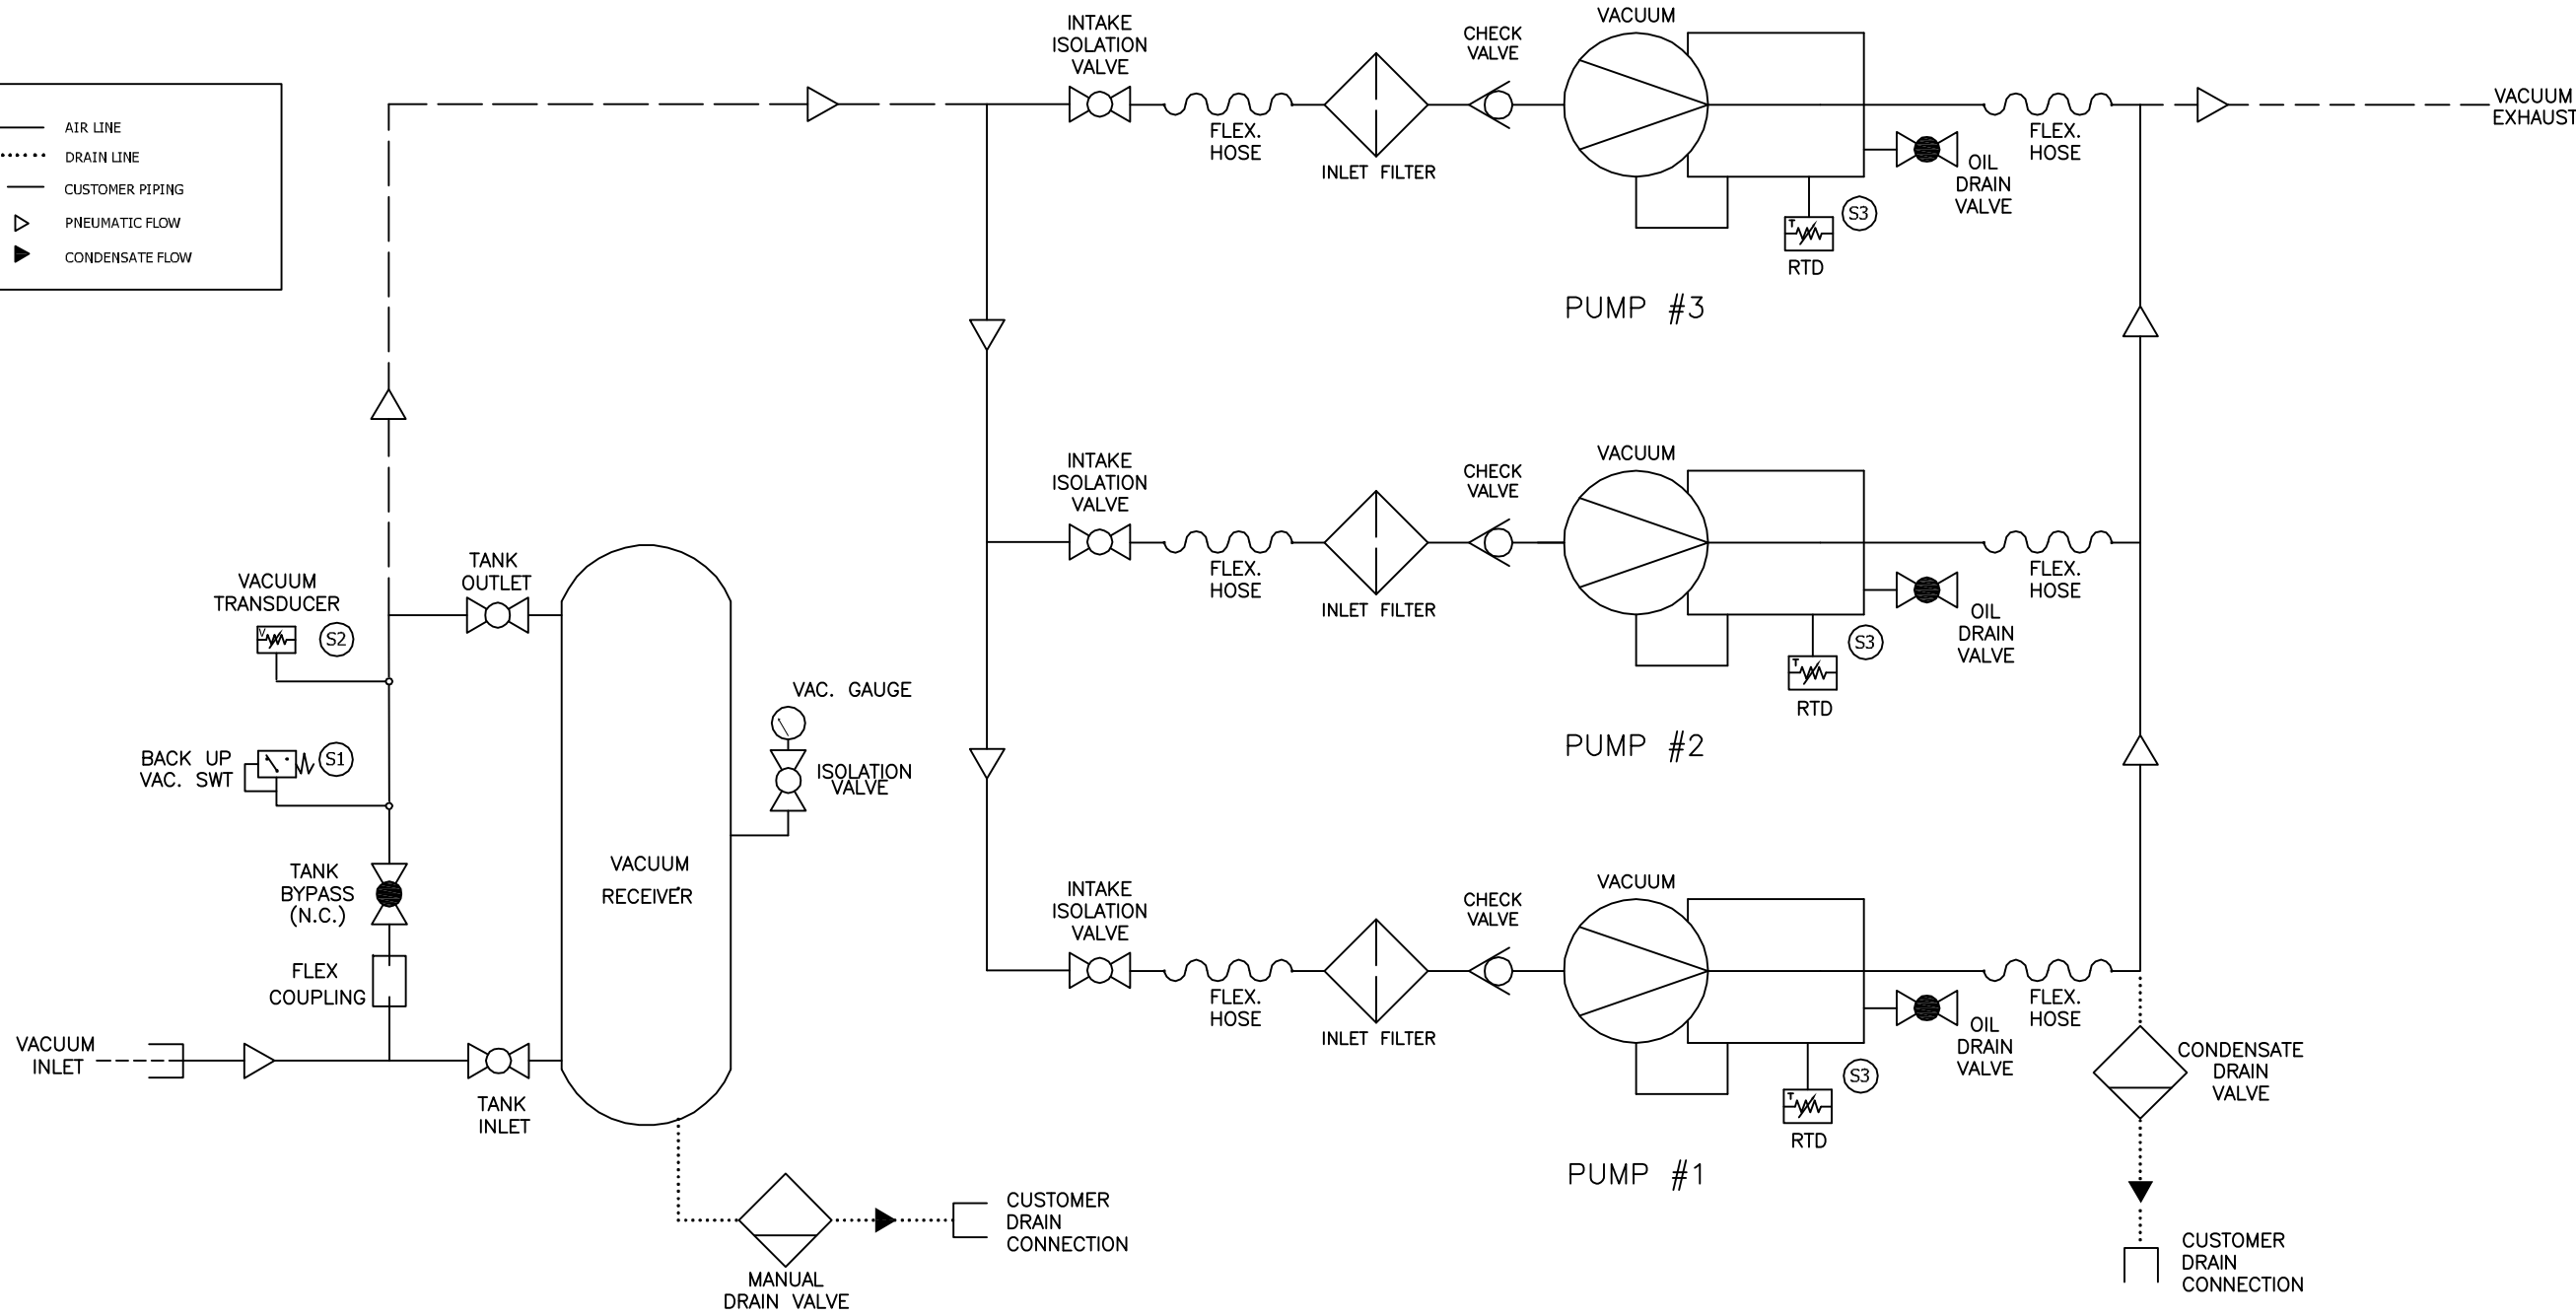 AIR LINE
DRAIN LINE
CUSTOMER PIPING
PNEUMATIC FLOW
CONDENSATE FLOW
INTAKE
ISOLATION
VALVE
FLEX.
HOSE
INLET FILTER
CHECK
VALVE
VACUUM
T
S3
RTD
OIL
DRAIN
VALVE
FLEX.
HOSE
VACUUM
EXHAUST
PUMP #3
INTAKE
ISOLATION
VALVE
FLEX.
HOSE
INLET FILTER
CHECK
VALVE
VACUUM
T
S3
RTD
OIL
DRAIN
VALVE
FLEX.
HOSE
PUMP #2
TANK
OUTLET
VACUUM
TRANSDUCER
V
S2
BACK UP
VAC. SWT
S1
VAC. GAUGE
ISOLATION
VALVE
VACUUM
RECEIVER
TANK
BYPASS
(N.C.)
FLEX
COUPLING
VACUUM
INLET
TANK
INLET
INTAKE
ISOLATION
VALVE
FLEX.
HOSE
INLET FILTER
CHECK
VALVE
VACUUM
T
S3
RTD
OIL
DRAIN
VALVE
FLEX.
HOSE
PUMP #1
CONDENSATE
DRAIN
VALVE
MANUAL
DRAIN VALVE
CUSTOMER
DRAIN
CONNECTION
CUSTOMER
DRAIN
CONNECTION